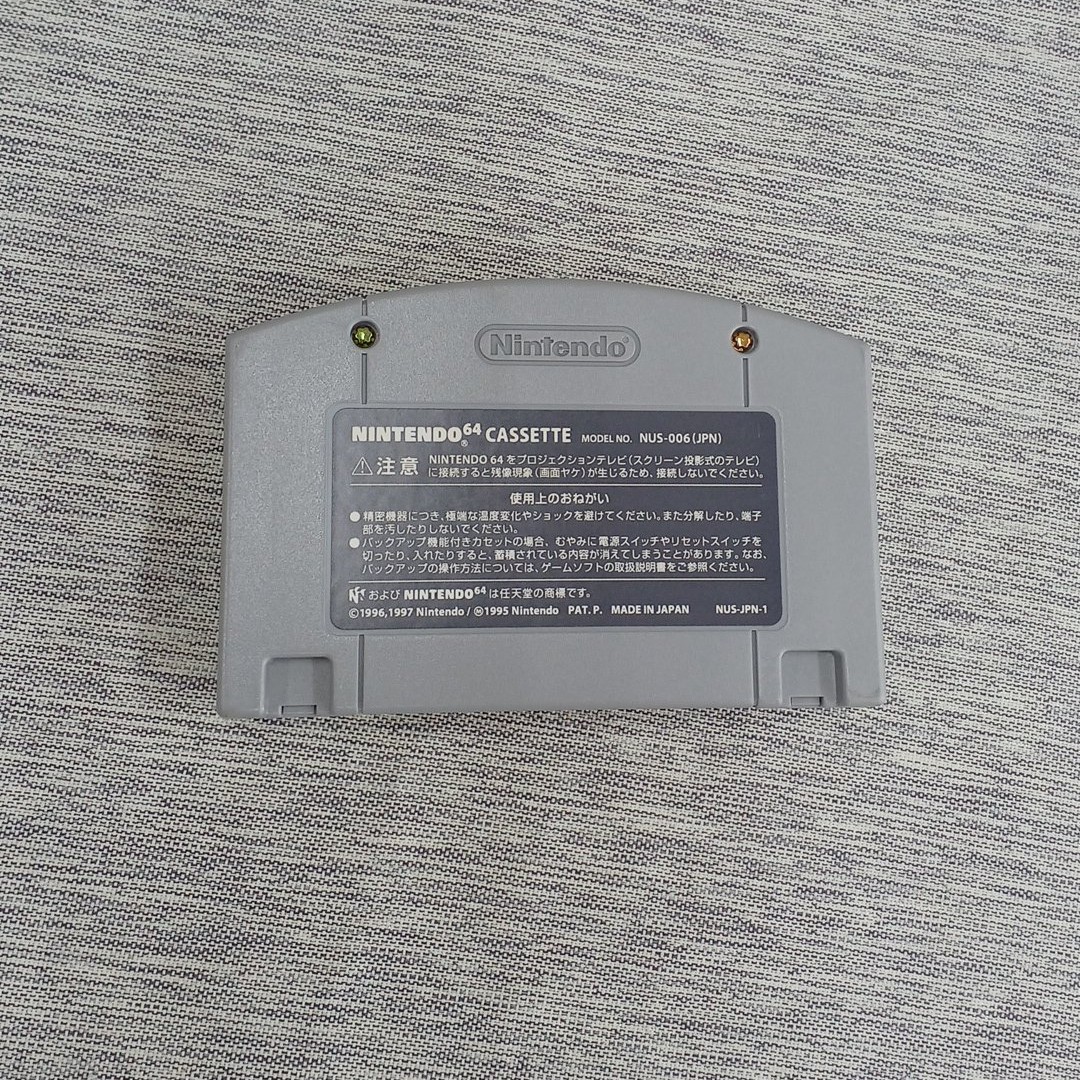 Nintendo®
NINTENDO64® CASSETTE MODEL NO. NUS-006(JPN)
⚠注意 NINTENDO 64をプロジェクションテレビ(スクリーン投影式のテレビ)
に接続すると残像現象(画面ヤケ)が生じるため、接続しないでください。
使用上のおねがい
●精密機器につき、極端な温度変化やショックを避けてください。また分解したり、端子
部を汚したりしないでください。
●バックアップ機能付きカセットの場合、むやみに電源スイッチやリセットスイッチを
切ったり、入れたりすると、蓄積されている内容が消えてしまうことがあります。なお、
バックアップの操作方法については、ゲームソフトの取扱説明書をご参照ください。
および NINTENDO64は任天堂の商標です。
©1996,1997 Nintendo/Ⓜ1995 Nintendo PAT. P. MADE IN JAPAN NUS-JPN-1